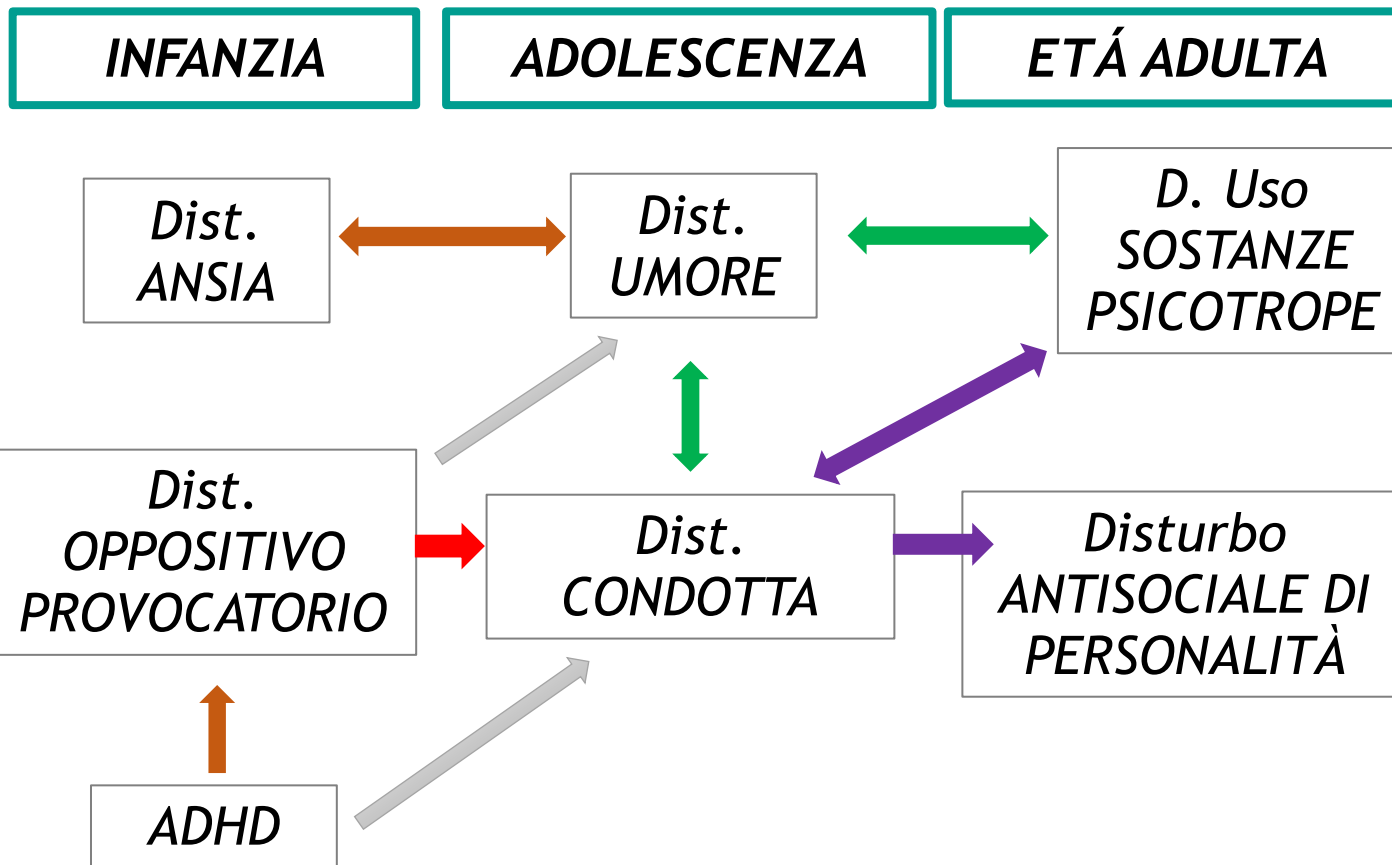 INFANZIA
ADOLESCENZA
ETÁ ADULTA
Dist.
ANSIA
Dist.
UMORE
D. Uso
SOSTANZE
PSICOTROPE
Dist.
OPPOSITIVO
PROVOCATORIO
Dist.
CONDOTTA
Disturbo
ANTISOCIALE DI
PERSONALITÀ
ADHD